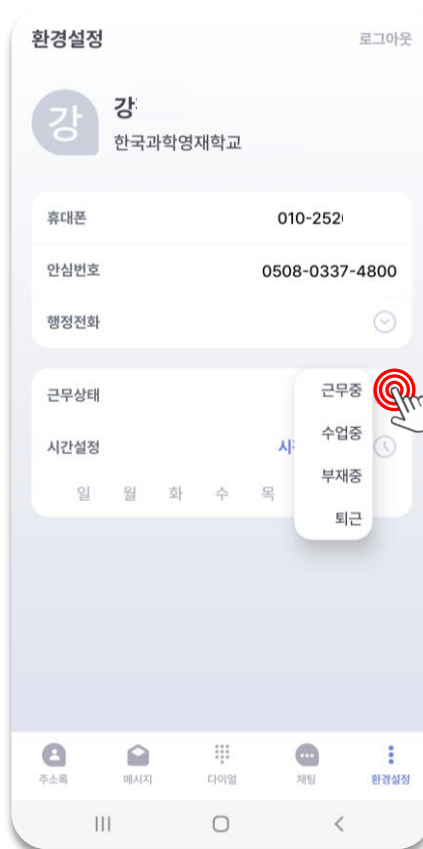 환경설정 로그아웃
강
강
한국과학영재학교
휴대폰 010-252
안심번호 0508-0337-4800
행정전화
근무상태 근무중
수업중
시간설정 시
부재중
일 월 화 수 목
퇴근
주소록 메시지 다이얼 채팅 환경설정